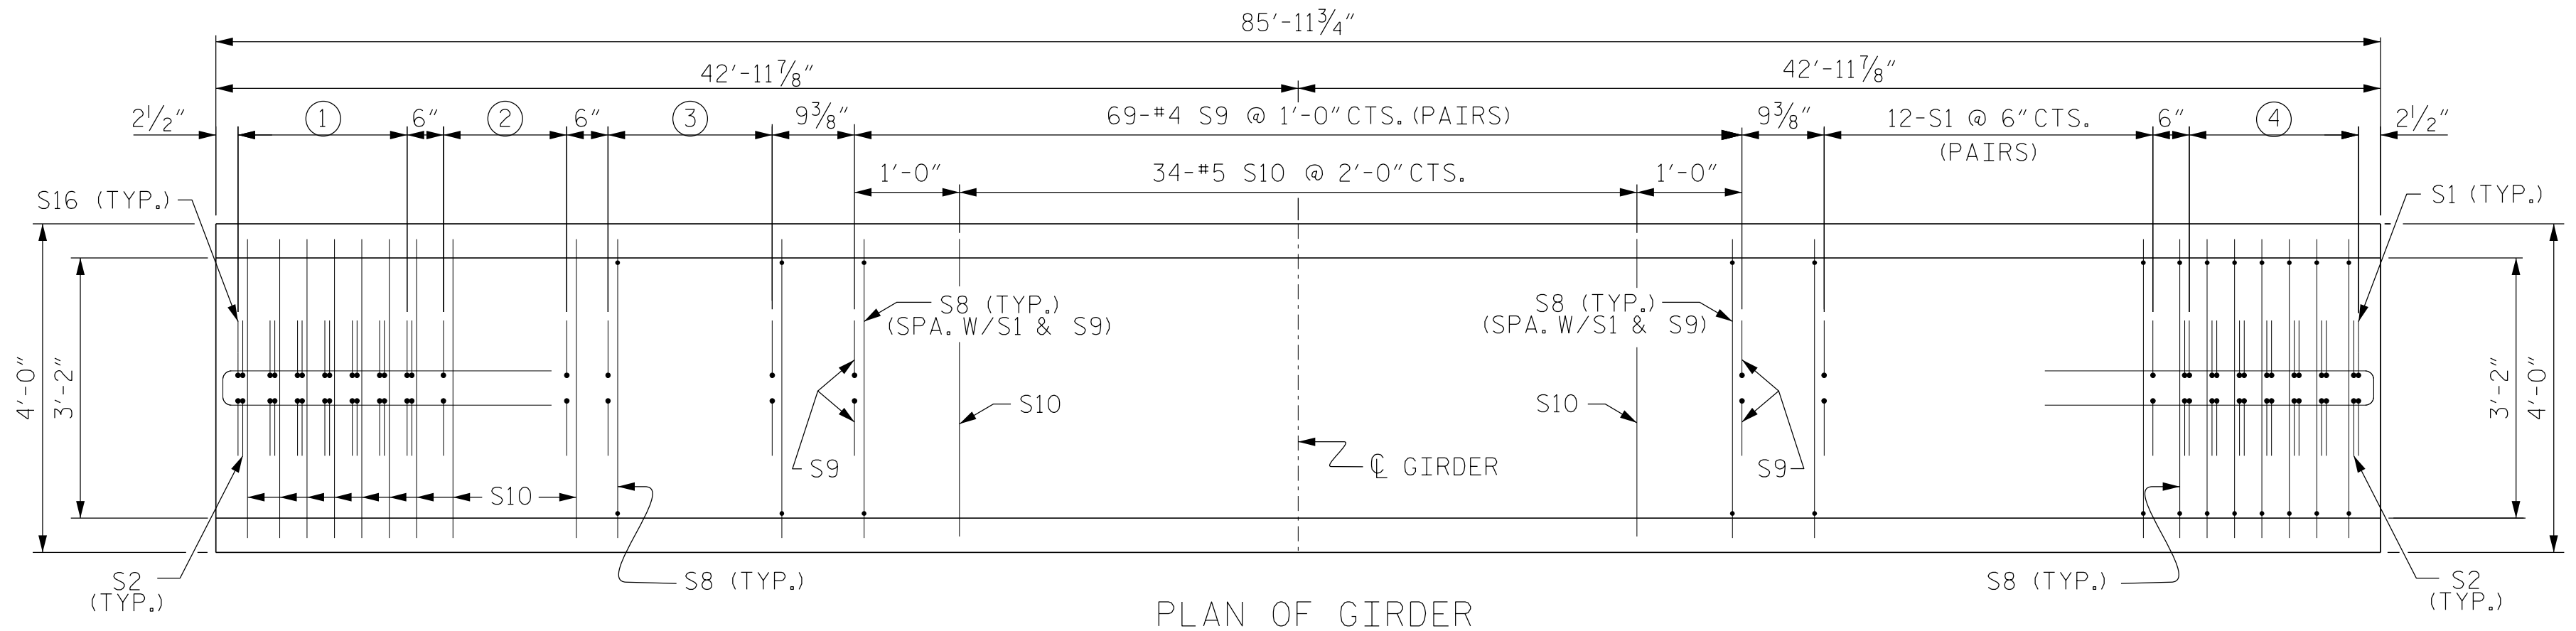 85′-11¾″
42′-11⅞″
42′-11⅞″
2½″
1
6″
2
6″
3
9⅜″
69-#4 S9 @ 1′-0″CTS. (PAIRS)
9⅜″
12-S1 @ 6″CTS.
(PAIRS)
6″
4
2½″
1′-0″
34-#5 S10 @ 2′-0″CTS.
1′-0″
S16 (TYP.)
S1 (TYP.)
S8 (TYP.)
(SPA. W/S1 & S9)
S8 (TYP.)
(SPA. W/S1 & S9)
4′-0″
3′-2″
3′-2″
4′-0″
S10
S10
S9
℄ GIRDER
S9
S10
S2
(TYP.)
S8 (TYP.)
S8 (TYP.)
S2
(TYP.)
PLAN OF GIRDER